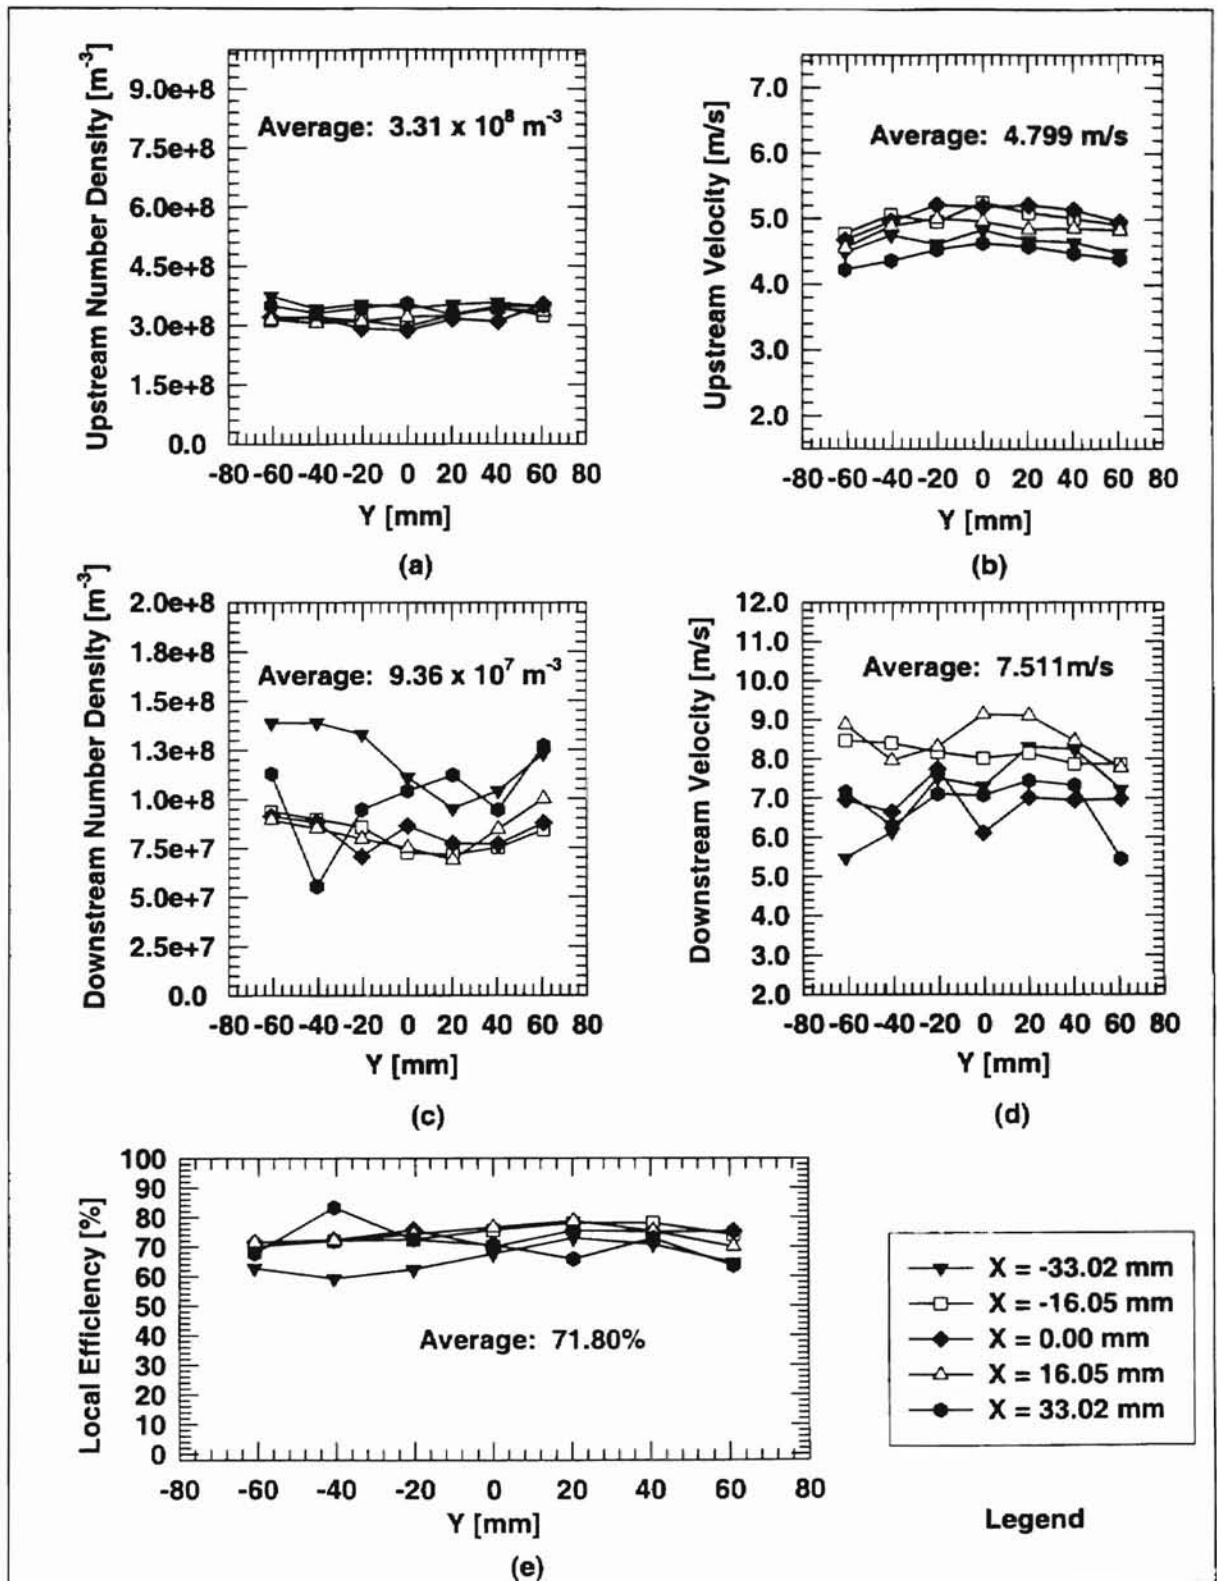 Upstream Number Density [m⁻³]
9.0e+8
7.5e+8
6.0e+8
4.5e+8
3.0e+8
1.5e+8
0.0
Average: 3.31 x 10⁸ m⁻³
-80 -60 -40 -20 0 20 40 60 80
Y [mm]
(a)
Upstream Velocity [m/s]
7.0
6.0
5.0
4.0
3.0
2.0
Average: 4.799 m/s
-80 -60 -40 -20 0 20 40 60 80
Y [mm]
(b)
Downstream Number Density [m⁻³]
2.0e+8
1.8e+8
1.5e+8
1.3e+8
1.0e+8
7.5e+7
5.0e+7
2.5e+7
0.0
Average: 9.36 x 10⁷ m⁻³
-80 -60 -40 -20 0 20 40 60 80
Y [mm]
(c)
Downstream Velocity [m/s]
12.0
11.0
10.0
9.0
8.0
7.0
6.0
5.0
4.0
3.0
2.0
Average: 7.511m/s
-80 -60 -40 -20 0 20 40 60 80
Y [mm]
(d)
Local Efficiency [%]
100
90
80
70
60
50
40
30
20
10
0
Average: 71.80%
-80 -60 -40 -20 0 20 40 60 80
Y [mm]
(e)
X = -33.02 mm
X = -16.05 mm
X = 0.00 mm
X = 16.05 mm
X = 33.02 mm
Legend